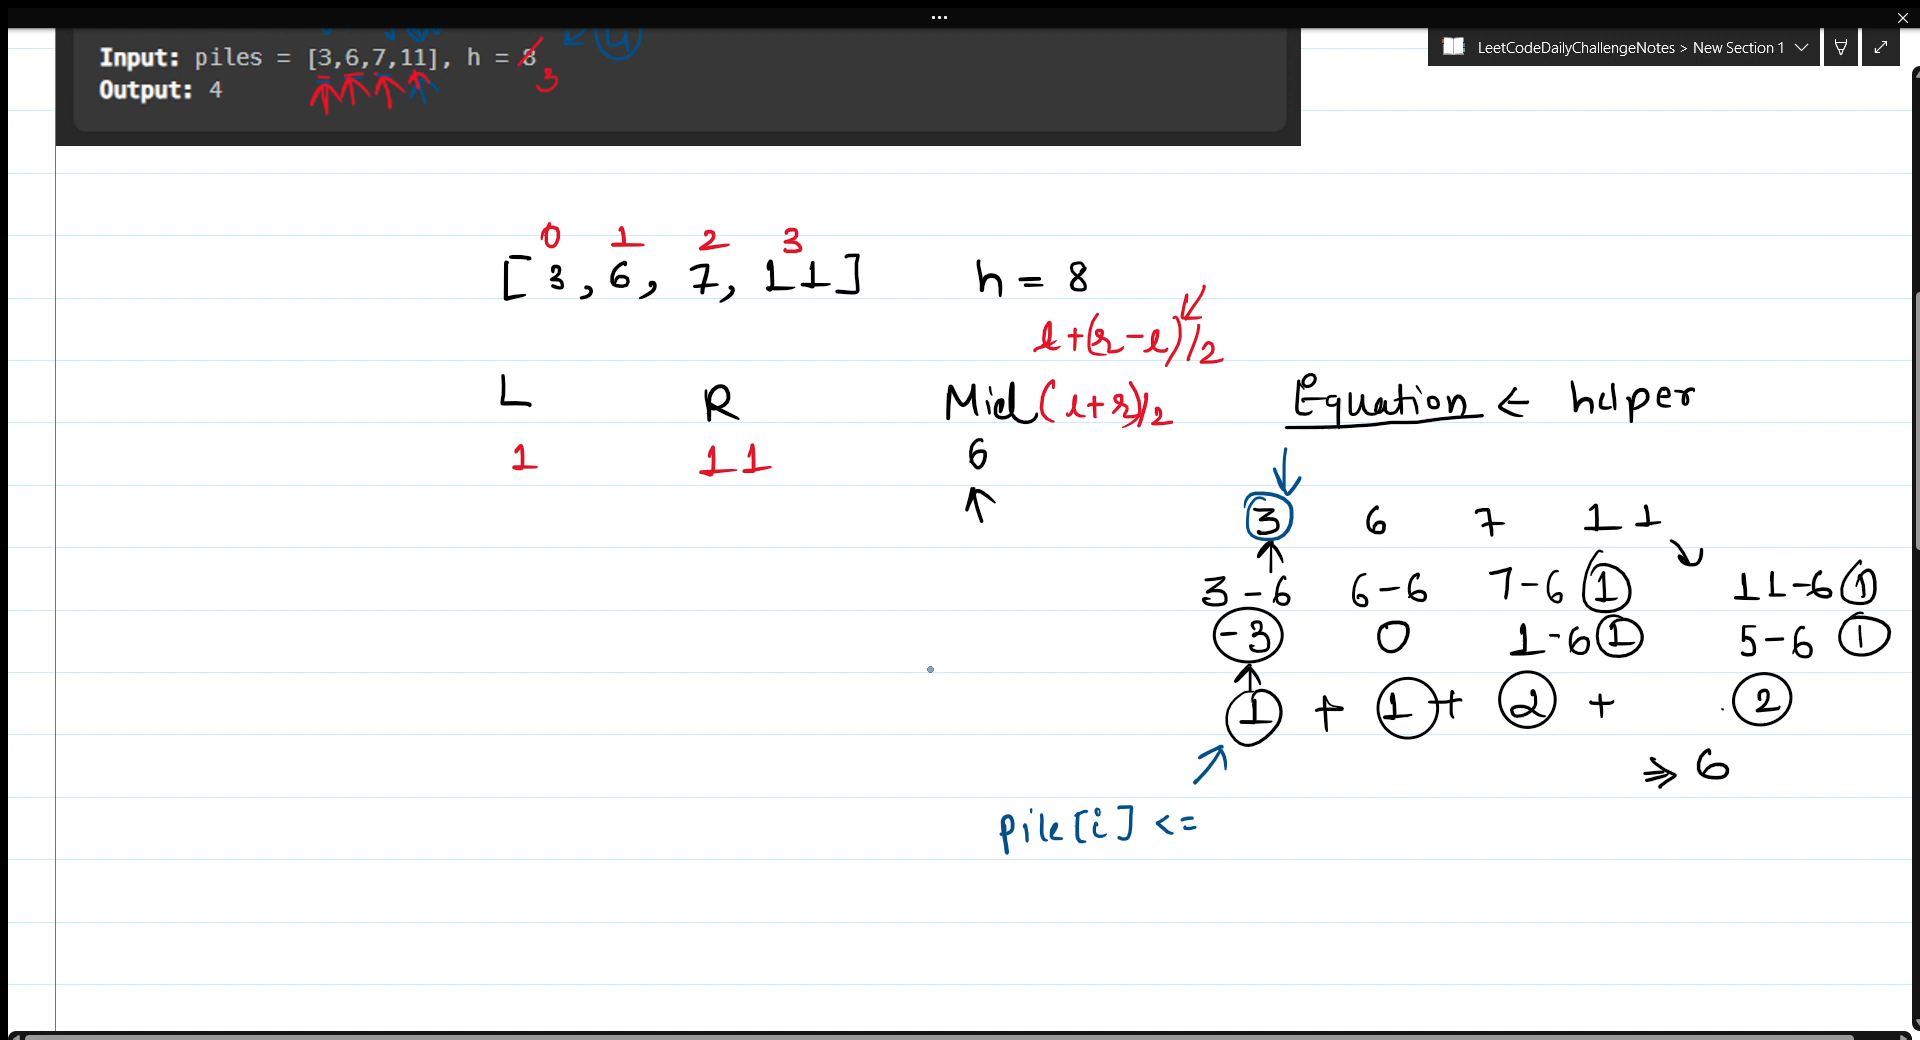 LeetCodeDailyChallengeNotes > New Section 1
Input: piles = [3,6,7,11], h = 8
4
3
Output: 4
0 1 2 3
[ 3 , 6 , 7 , 11 ] h = 8
l+(r-l)/2
L R Mid (l+r)/2 Equation ← helper
1 11 6
3 6 7 11
3-6 6-6 7-6 1 11-6 1
-3 0 1-6 1 5-6 1
1 + 1 + 2 + 2
⇒ 6
pile[i] <=